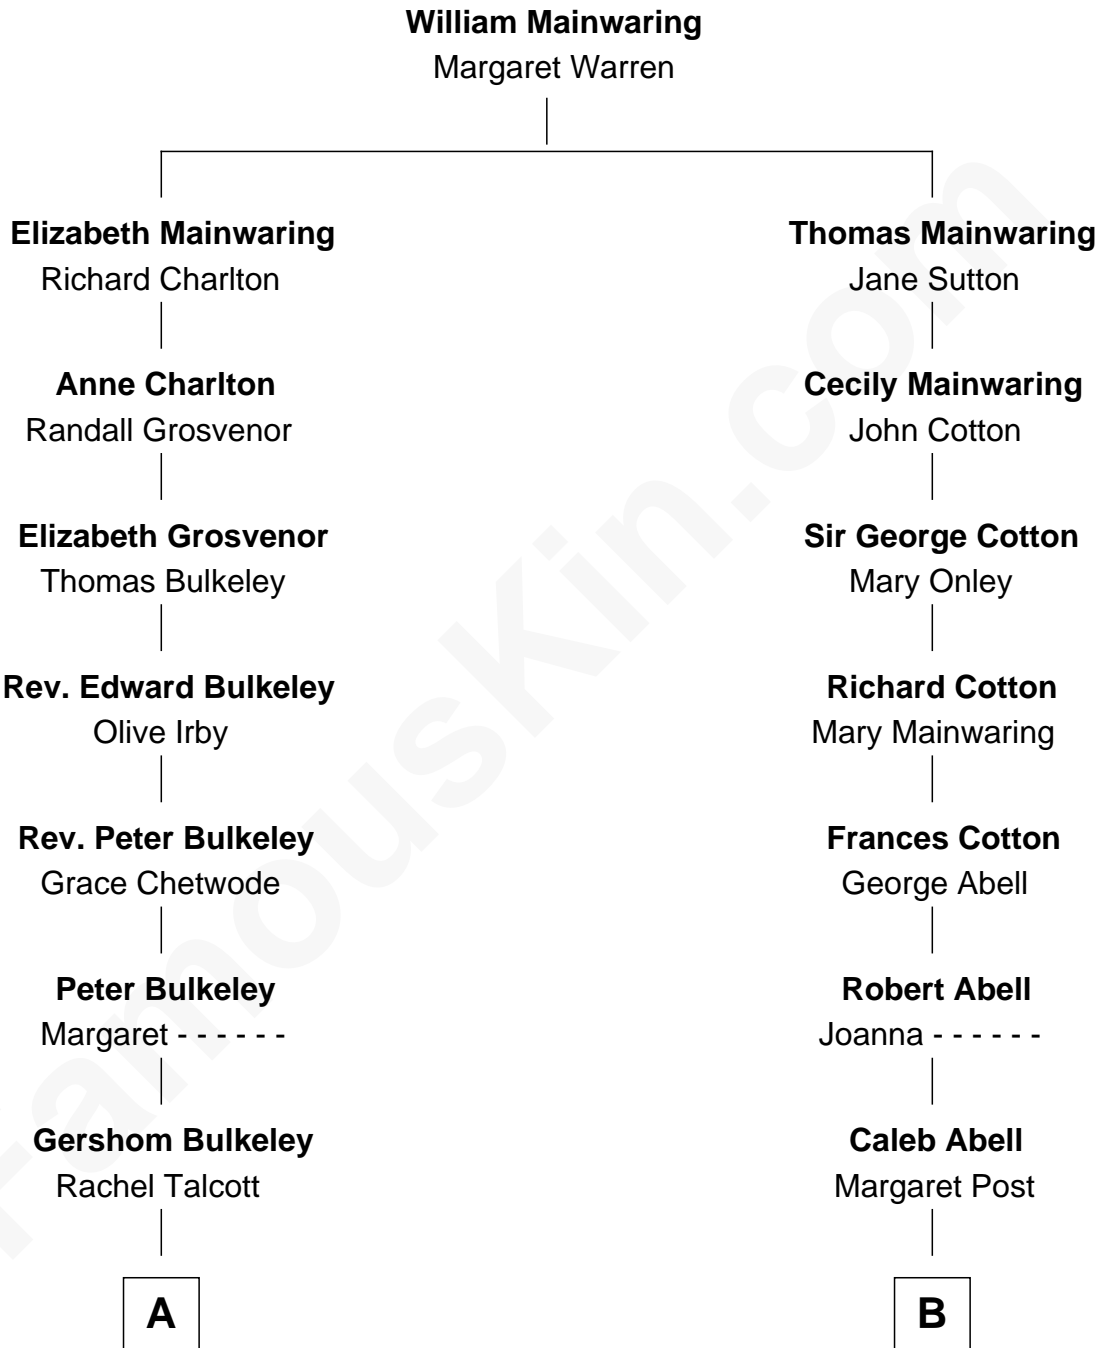 William Mainwaring
Margaret Warren
Elizabeth Mainwaring
Richard Charlton
Thomas Mainwaring
Jane Sutton
Anne Charlton
Randall Grosvenor
Cecily Mainwaring
John Cotton
Elizabeth Grosvenor
Thomas Bulkeley
Sir George Cotton
Mary Onley
Rev. Edward Bulkeley
Olive Irby
Richard Cotton
Mary Mainwaring
Rev. Peter Bulkeley
Grace Chetwode
Frances Cotton
George Abell
Peter Bulkeley
Margaret - - - - - -
Robert Abell
Joanna - - - - - -
Gershom Bulkeley
Rachel Talcott
Caleb Abell
Margaret Post
A
B
FamousKin.com